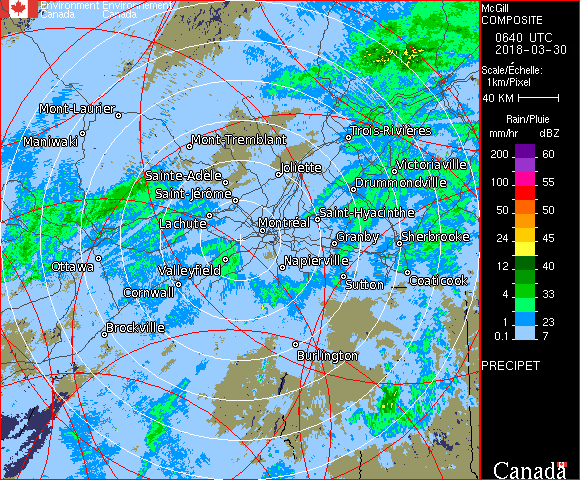 Environment Environnement
Canada Canada
McGill
COMPOSITE
0640 UTC
2018-03-30
Scale/Échelle:
1km/Pixel
40 KM
Rain/Pluie
mm/hr dBZ
200 60
100 55
50 50
24 45
12 40
4 33
0.5 23
0.1 7
PRECIPET
Canada
Mont-Laurier
Maniwaki
Mont-Tremblant
Trois-Rivières
Sainte-Adèle
Joliette
Victoriaville
Saint-Jérôme
Drummondville
Lachute
Montréal
Saint-Hyacinthe
Granby
Sherbrooke
Ottawa
Valleyfield
Napierville
Cornwall
Sutton
Coaticook
Brockville
Burlington